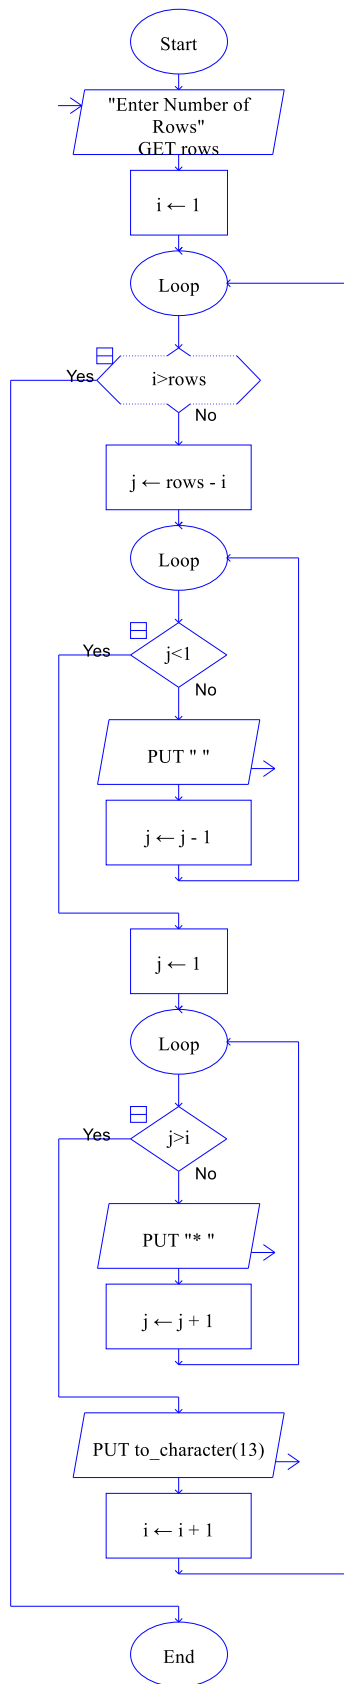 Start
"Enter Number of
Rows"
GET rows
i ← 1
Loop
Yes
i>rows
No
j ← rows - i
Loop
Yes
j<1
No
PUT " "
j ← j - 1
j ← 1
Loop
Yes
j>i
No
PUT "* "
j ← j + 1
PUT to_character(13)
i ← i + 1
End